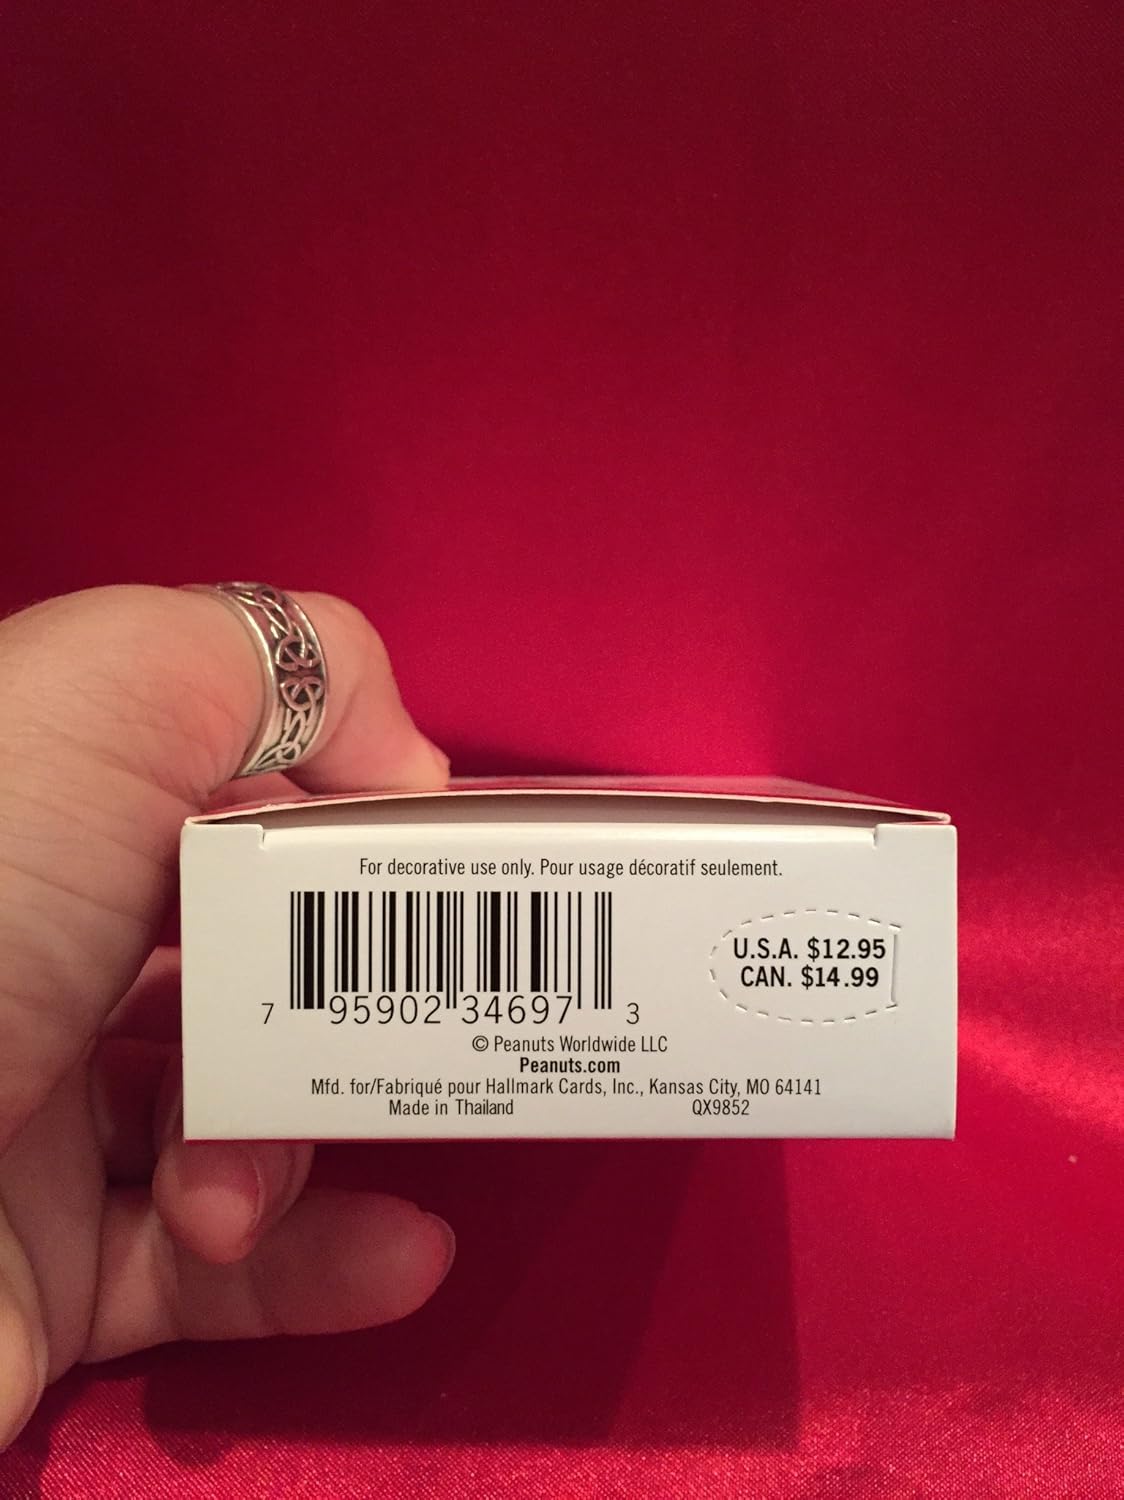 For decorative use only. Pour usage décoratif seulement.
7 95902 34697 3
U.S.A. $12.95
CAN. $14.99
© Peanuts Worldwide LLC
Peanuts.com
Mfd. for/Fabriqué pour Hallmark Cards, Inc., Kansas City, MO 64141
Made in Thailand QX9852